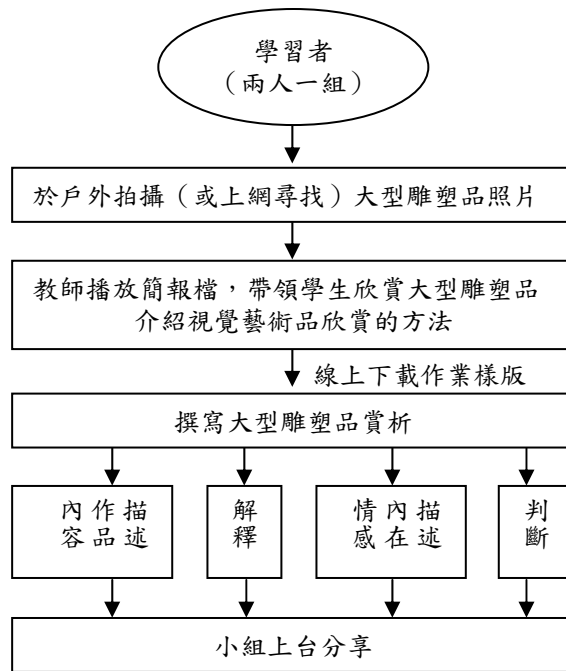 學習者
（兩人一組）
於戶外拍攝（或上網尋找）大型雕塑品照片
教師播放簡報檔，帶領學生欣賞大型雕塑品
介紹視覺藝術品欣賞的方法
線上下載作業樣版
撰寫大型雕塑品賞析
描述
作品
內容
解釋
描述
內在
情感
判斷
小組上台分享